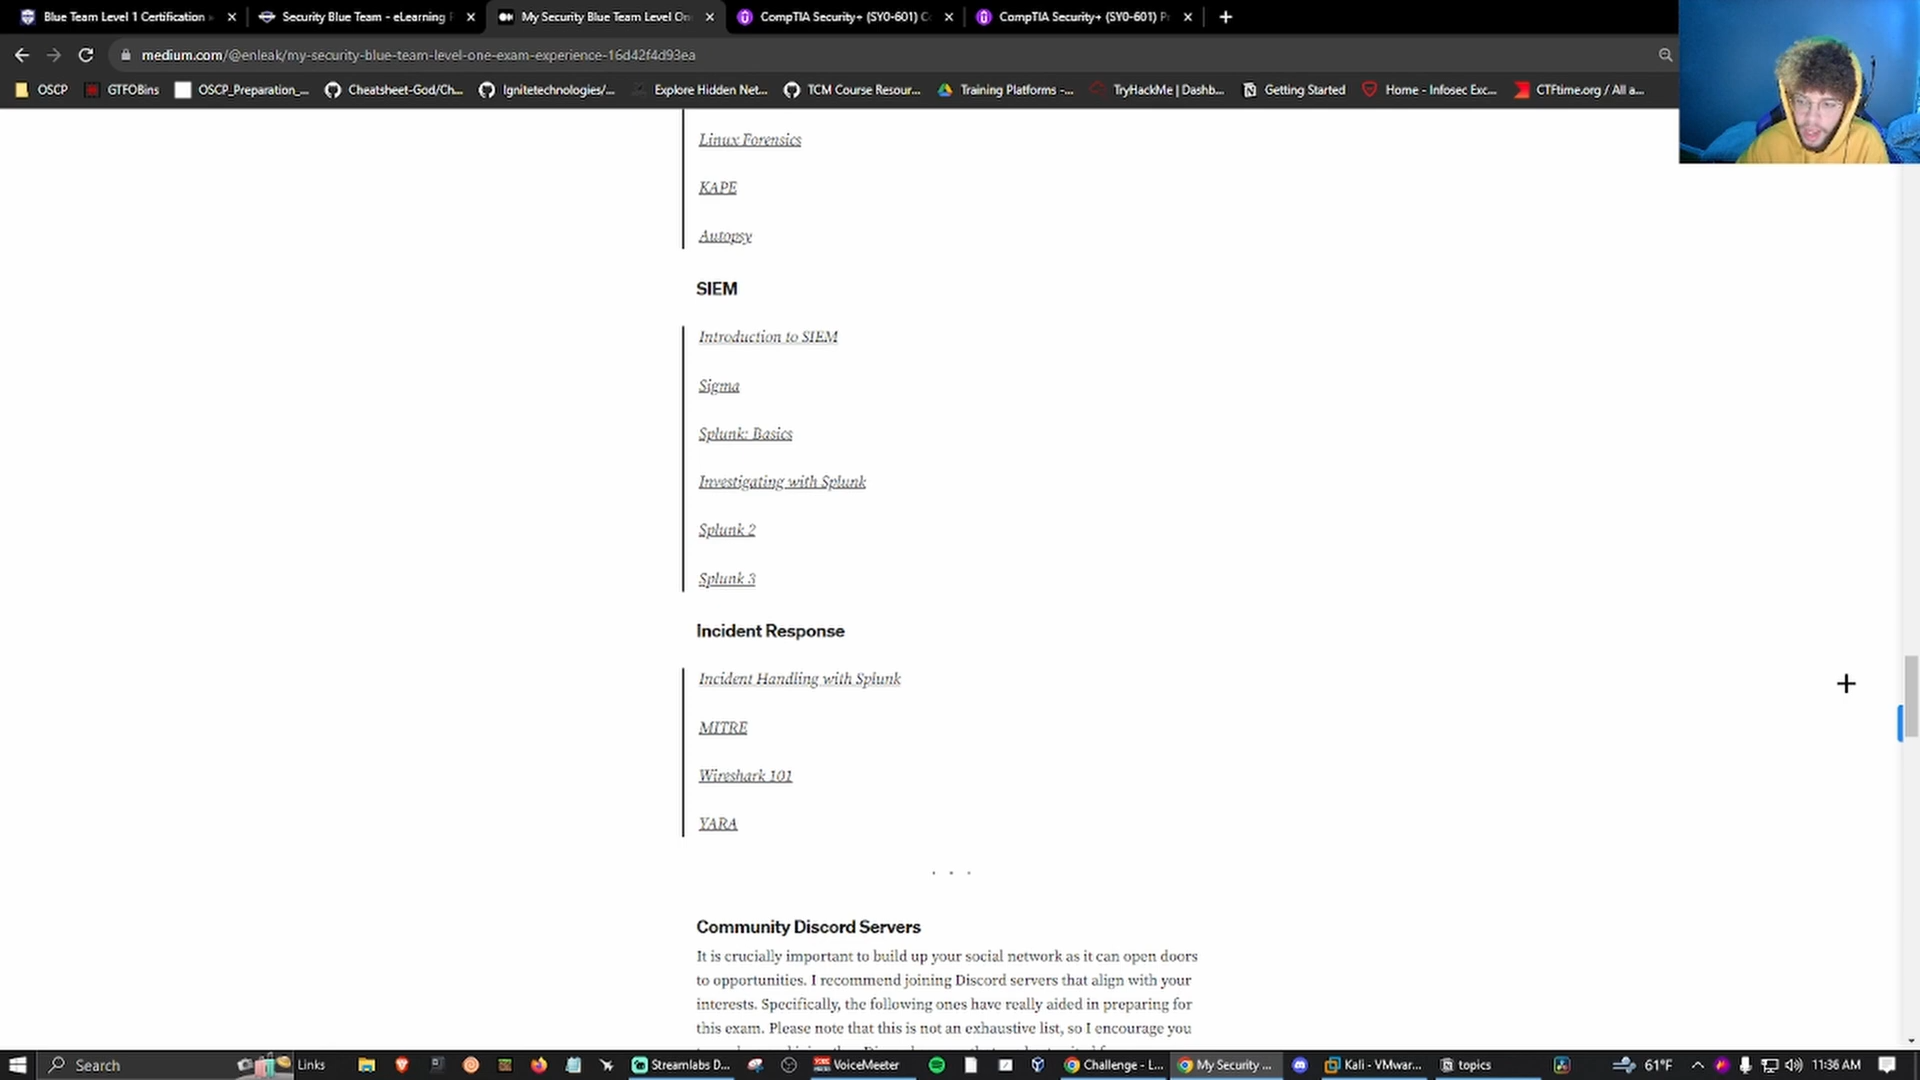 Blue Team Level 1 Certification
Security Blue Team - eLearning
My Security Blue Team Level On
CompTIA Security+ (SY0-601) C
CompTIA Security+ (SY0-601) P
medium.com/@enleak/my-security-blue-team-level-one-exam-experience-16d42f4d93ea
OSCP
GTFOBins
OSCP_Preparation_...
Cheatsheet-God/Ch...
Ignitetechnologies/...
Explore Hidden Net...
TCM Course Resour...
Training Platforms -...
TryHackMe | Dashb...
Getting Started
Home - Infosec Exc...
CTFtime.org / All a...
Linux Forensics
KAPE
Autopsy
SIEM
Introduction to SIEM
Sigma
Splunk: Basics
Investigating with Splunk
Splunk 2
Splunk 3
Incident Response
Incident Handling with Splunk
MITRE
Wireshark 101
YARA
. . .
Community Discord Servers
It is crucially important to build up your social network as it can open doors
to opportunities. I recommend joining Discord servers that align with your
interests. Specifically, the following ones have really aided in preparing for
this exam. Please note that this is not an exhaustive list, so I encourage you
Search
Links
Streamlabs D...
VoiceMeeter
Challenge - L...
My Security ...
Kali - VMwar...
topics
61°F
11:36 AM